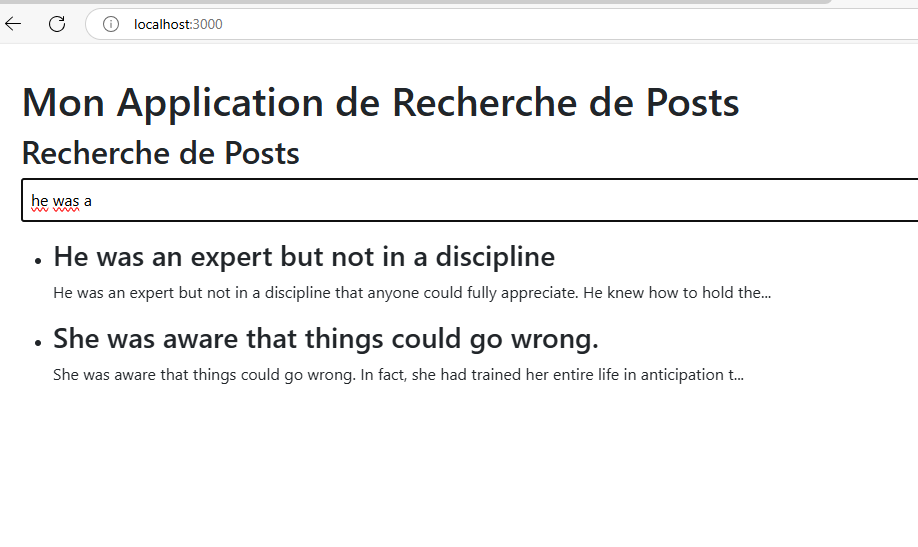 localhost:3000
Mon Application de Recherche de Posts
Recherche de Posts
he was a
He was an expert but not in a discipline
He was an expert but not in a discipline that anyone could fully appreciate. He knew how to hold the...
She was aware that things could go wrong.
She was aware that things could go wrong. In fact, she had trained her entire life in anticipation t...